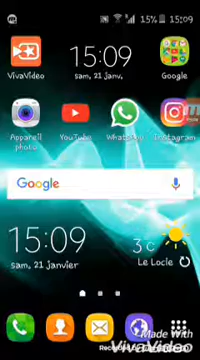 15% 15:09
15:09
sam, 21 janv.
VivaVideo
Google
Appareil photo
YouTube
WhatsApp
Instagram
Google
15:09
sam, 21 janvier
3 c
Le Locle
Made With
VivaVideo